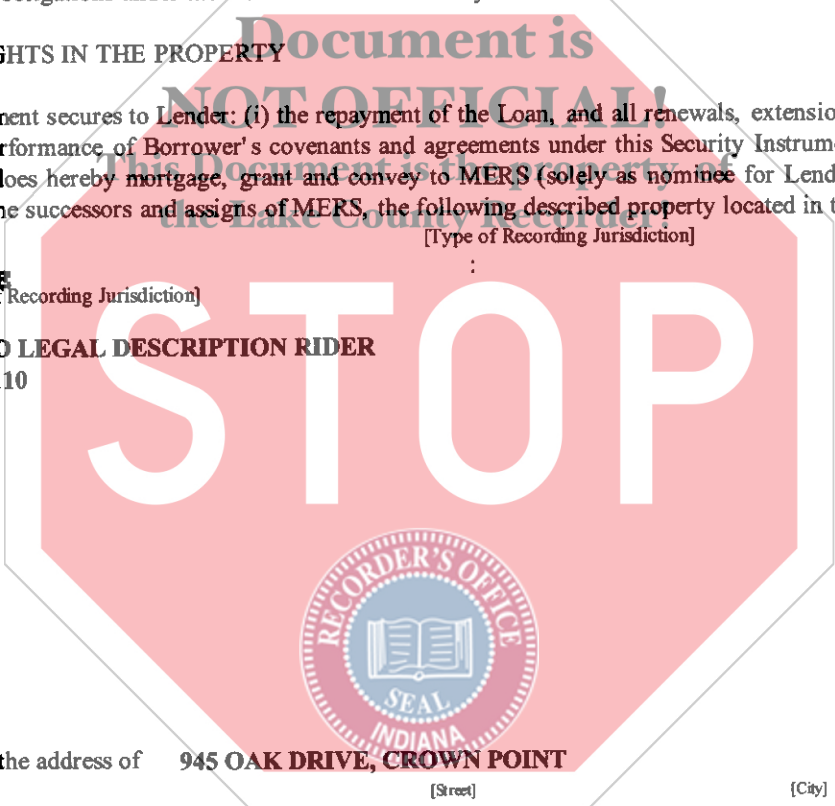 Document is
GHTS IN THE PROPERTY
NOT OFFICIAL!
ment secures to Lender: (i) the repayment of the Loan, and all renewals, extensio
rformance of Borrower's covenants and agreements under this Security Instrum
This Document is the property of
does hereby mortgage, grant and convey to MERS (solely as nominee for Lend
the Lake County Recorder!
e successors and assigns of MERS, the following described property located in t
[Type of Recording Jurisdiction]
:
Recording Jurisdiction]
O LEGAL DESCRIPTION RIDER
10
STOP
RECORDER'S OFFICE
SEAL
INDIANA
the address of 945 OAK DRIVE, CROWN POINT
[Street] [City]